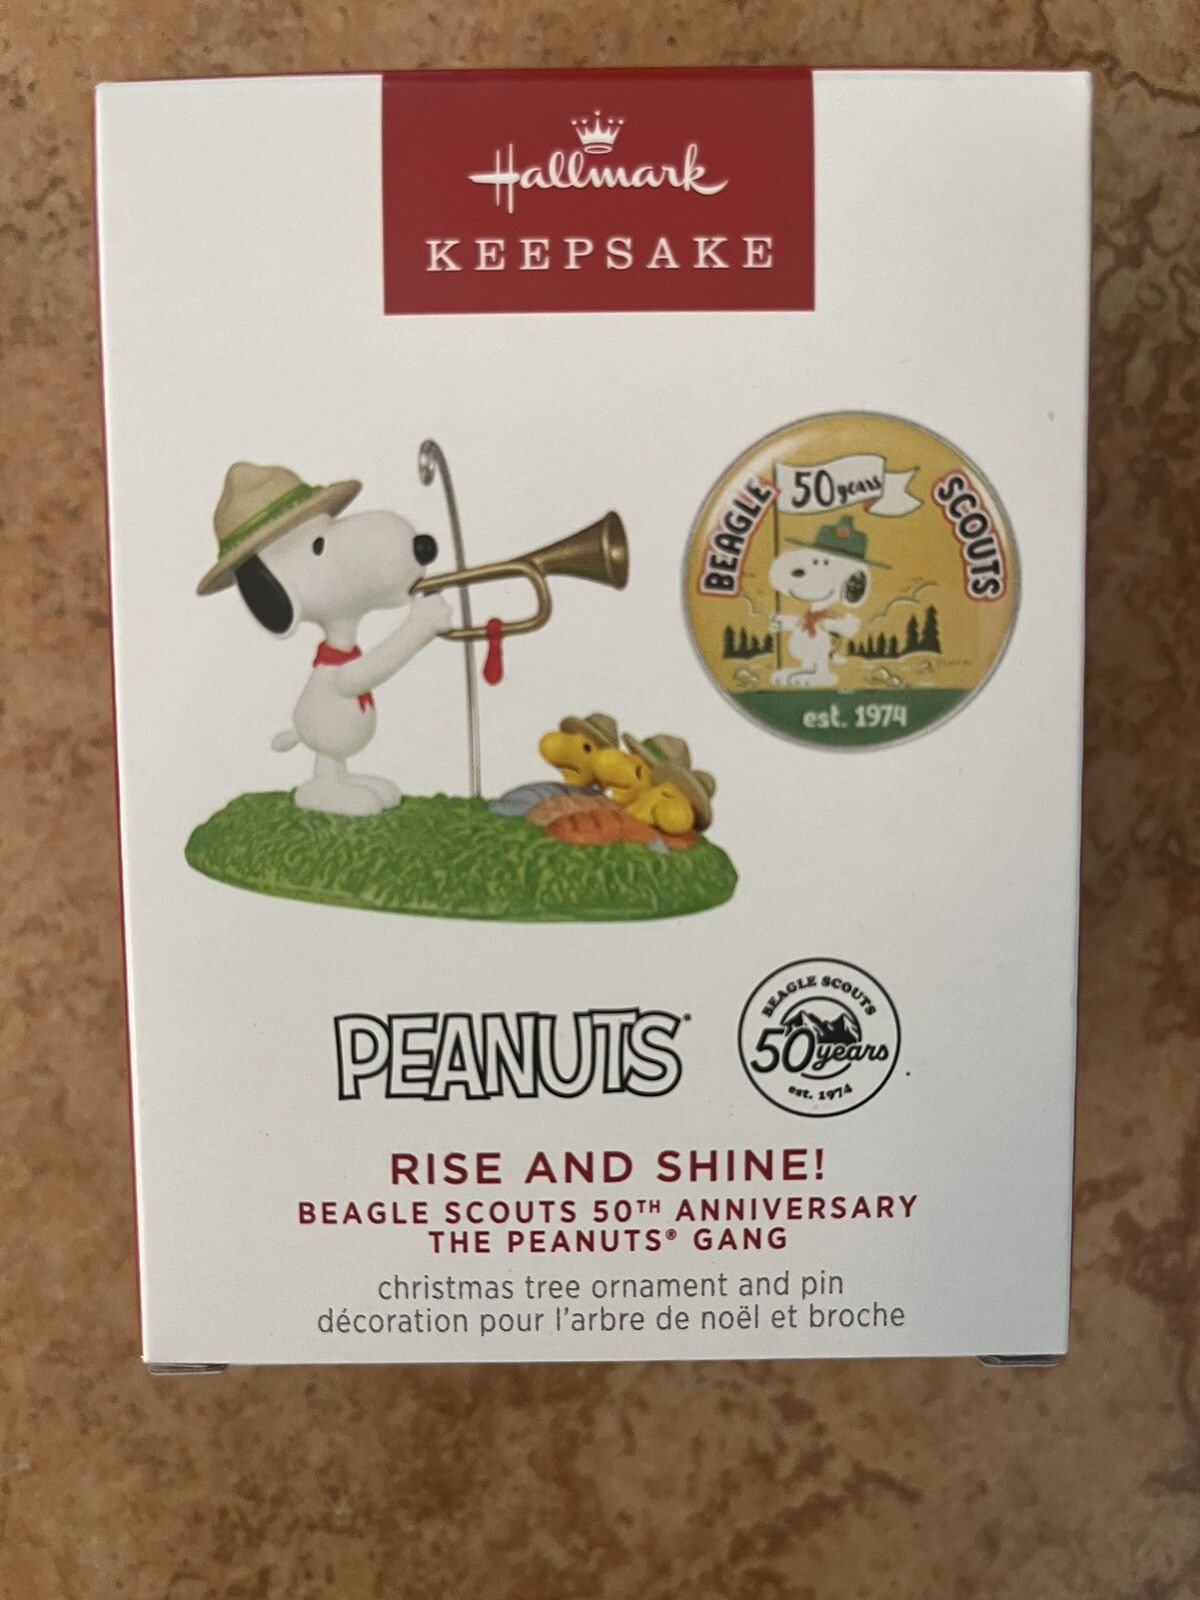 Hallmark
KEEPSAKE
BEAGLE
50 years
SCOUTS
est. 1974
PEANUTS
BEAGLE SCOUTS
50 years
est. 1974
RISE AND SHINE!
BEAGLE SCOUTS 50TH ANNIVERSARY
THE PEANUTS® GANG
christmas tree ornament and pin
décoration pour l'arbre de noël et broche